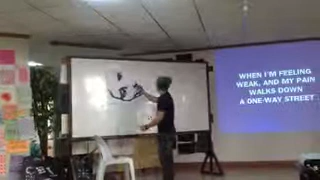 WHEN I'M FEELING
WEAK, AND MY PAIN
WALKS DOWN
A ONE-WAY STREET